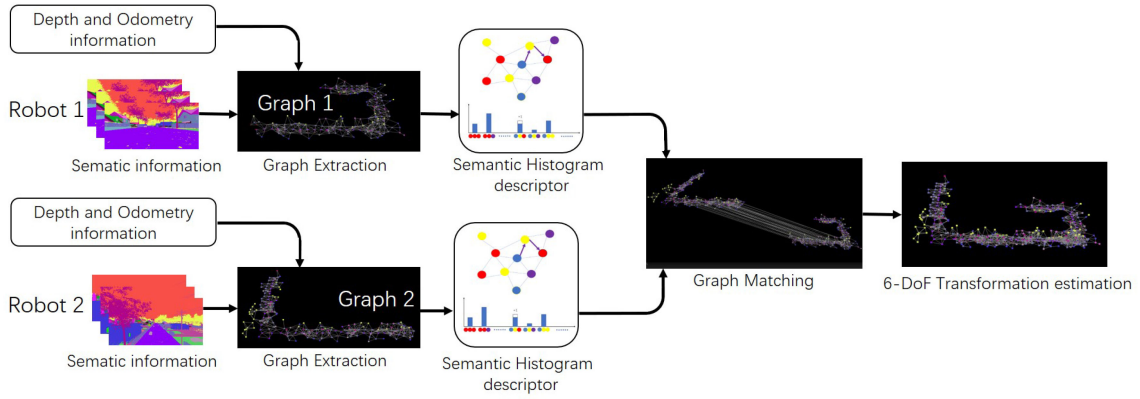 Depth and Odometry
information
Robot 1
Sematic information
Graph 1
Graph Extraction
Semantic Histogram
descriptor
Depth and Odometry
information
Robot 2
Sematic information
Graph 2
Graph Extraction
Semantic Histogram
descriptor
Graph Matching
6-DoF Transformation estimation